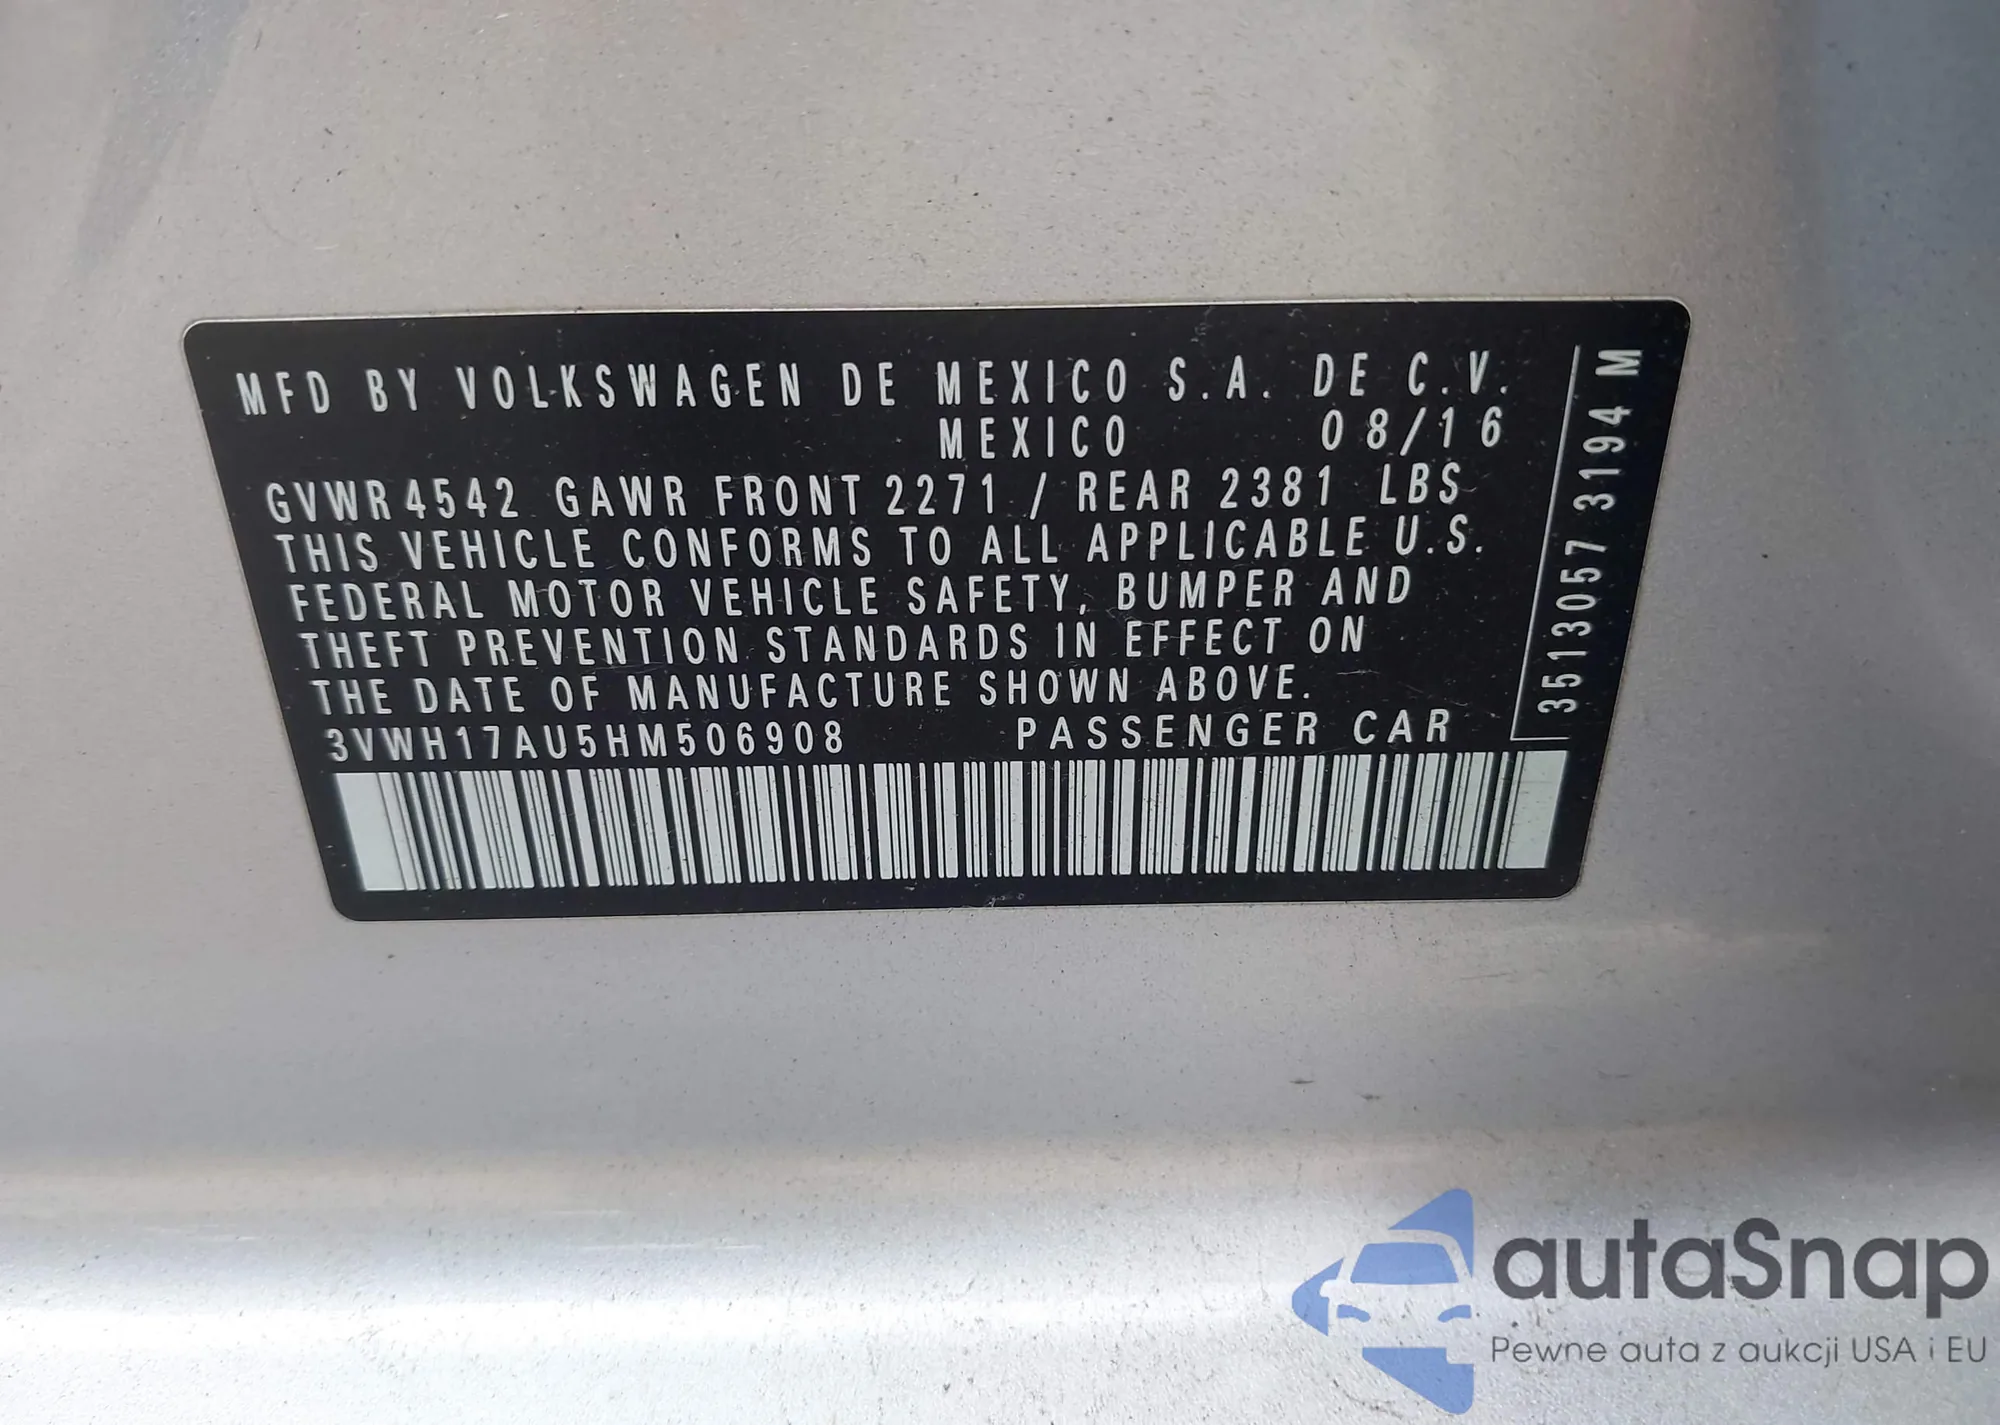 MFD BY VOLKSWAGEN DE MEXICO S.A. DE C.V.
MEXICO 08/16
GVWR 4542 GAWR FRONT 2271 / REAR 2381 LBS
THIS VEHICLE CONFORMS TO ALL APPLICABLE U.S.
FEDERAL MOTOR VEHICLE SAFETY, BUMPER AND
THEFT PREVENTION STANDARDS IN EFFECT ON
THE DATE OF MANUFACTURE SHOWN ABOVE.
3VWH17AU5HM506908 PASSENGER CAR
3513057 3194 M
autaSnap
Pewne auta z aukcji USA i EU